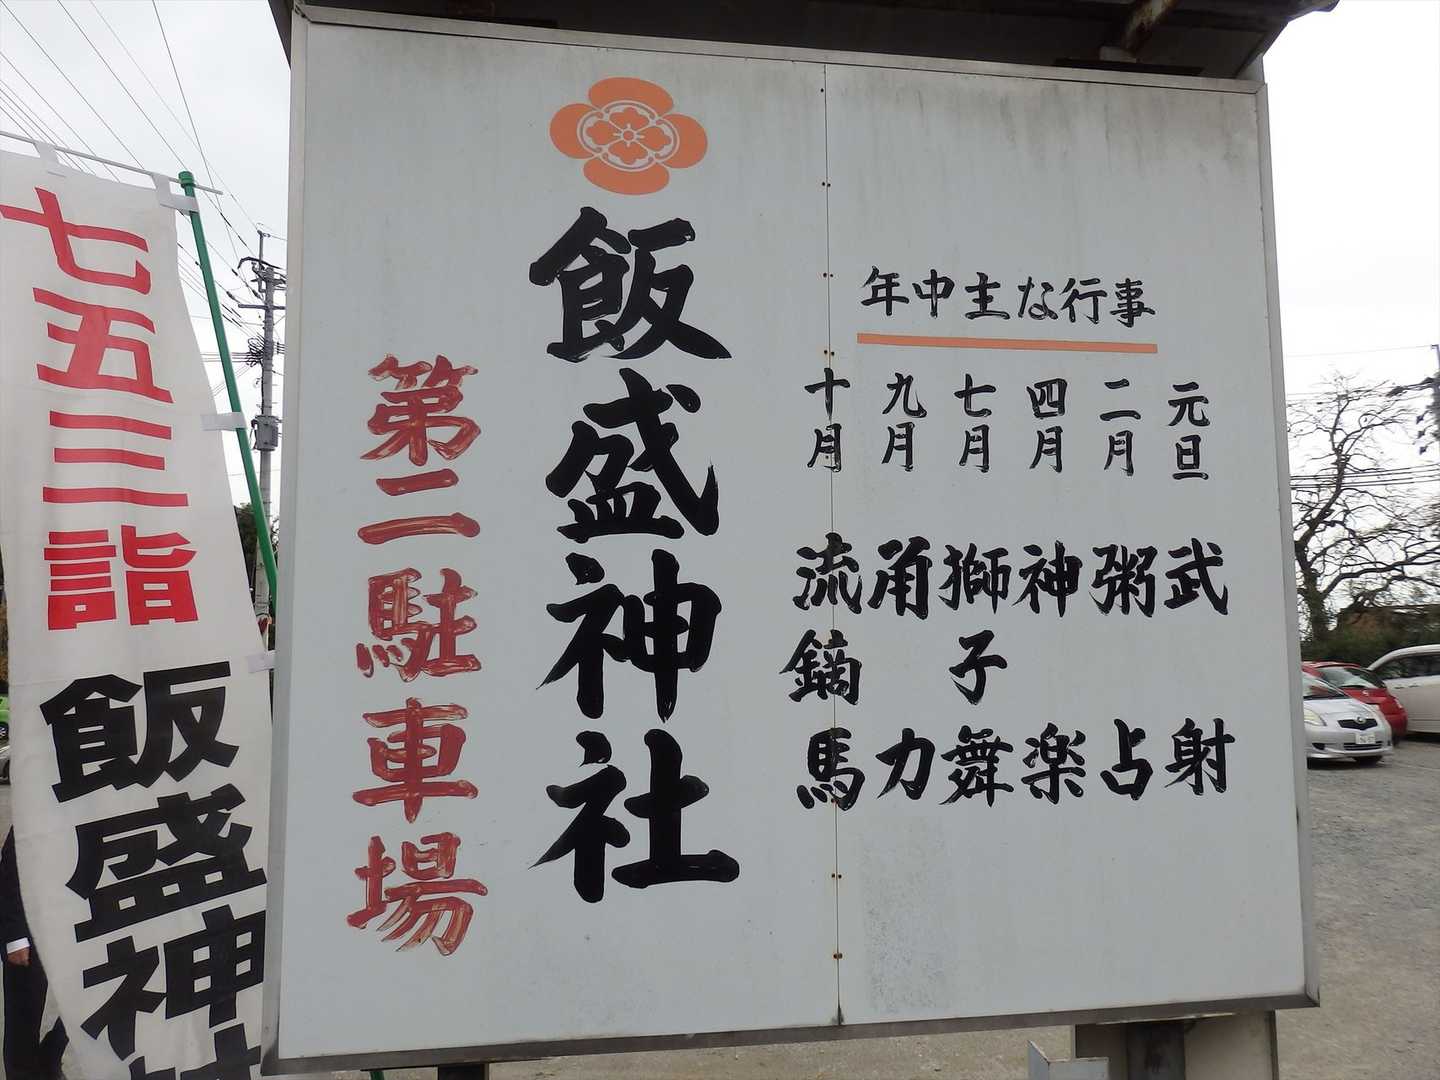 飯盛神社
第二駐車場
年中主な行事
元旦 武射
二月 粥占
四月 神楽
七月 獅子舞
九月 甬力
十月 流鏑馬
七五三詣
飯盛神社